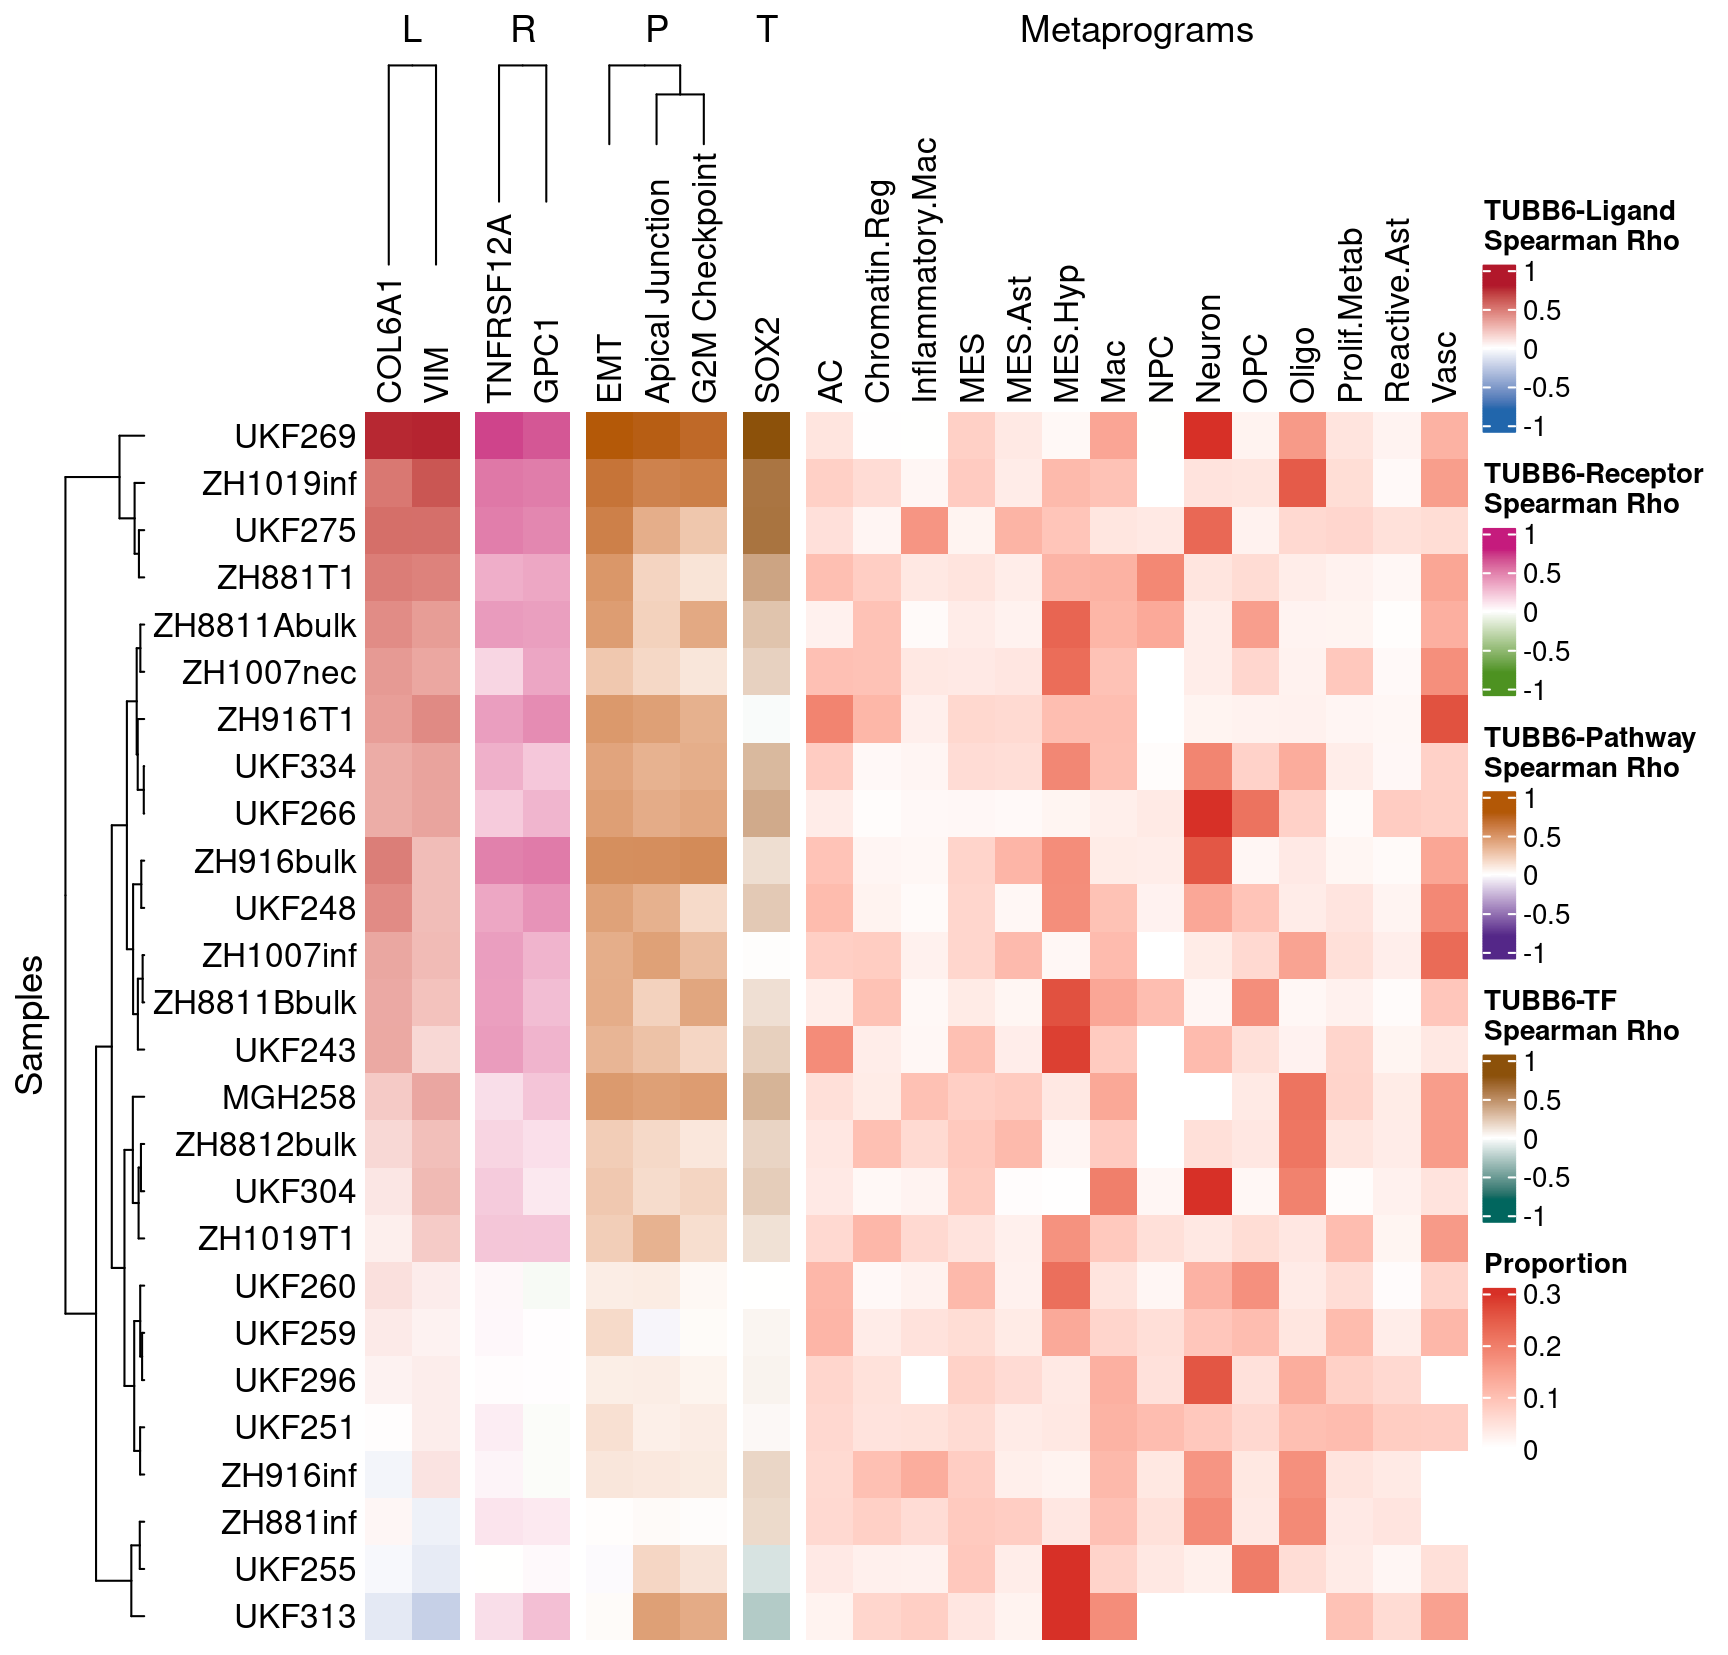 L R P T Metaprograms
COL6A1
VIM
TNFRSF12A
GPC1
EMT
Apical Junction
G2M Checkpoint
SOX2
AC
Chromatin.Reg
Inflammatory.Mac
MES
MES.Ast
MES.Hyp
Mac
NPC
Neuron
OPC
Oligo
Prolif.Metab
Reactive.Ast
Vasc
Samples
UKF269
ZH1019inf
UKF275
ZH881T1
ZH8811Abulk
ZH1007nec
ZH916T1
UKF334
UKF266
ZH916bulk
UKF248
ZH1007inf
ZH8811Bbulk
UKF243
MGH258
ZH8812bulk
UKF304
ZH1019T1
UKF260
UKF259
UKF296
UKF251
ZH916inf
ZH881inf
UKF255
UKF313
TUBB6-Ligand
Spearman Rho
1
0.5
0
-0.5
-1
TUBB6-Receptor
Spearman Rho
1
0.5
0
-0.5
-1
TUBB6-Pathway
Spearman Rho
1
0.5
0
-0.5
-1
TUBB6-TF
Spearman Rho
1
0.5
0
-0.5
-1
Proportion
0.3
0.2
0.1
0